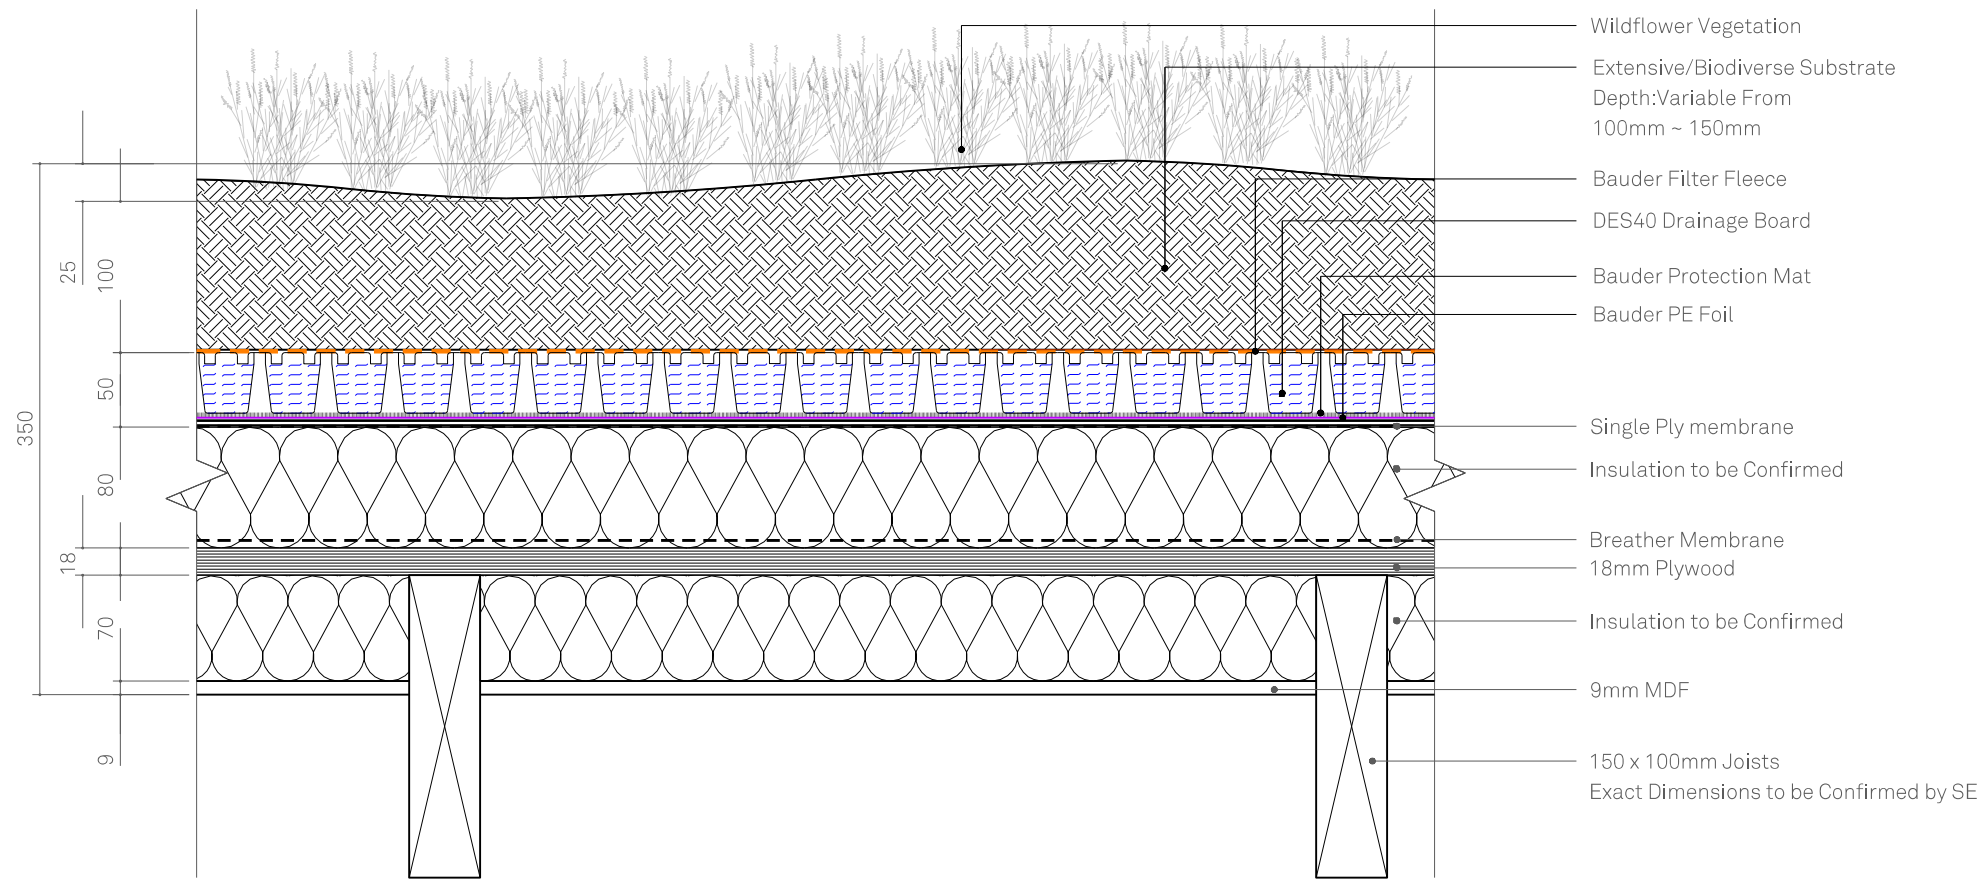 Wildflower Vegetation
Extensive/Biodiverse Substrate
Depth:Variable From
100mm ~ 150mm
Bauder Filter Fleece
DES40 Drainage Board
Bauder Protection Mat
Bauder PE Foil
Single Ply membrane
Insulation to be Confirmed
Breather Membrane
18mm Plywood
Insulation to be Confirmed
9mm MDF
150 x 100mm Joists
Exact Dimensions to be Confirmed by SE
25
100
50
350
80
18
70
9